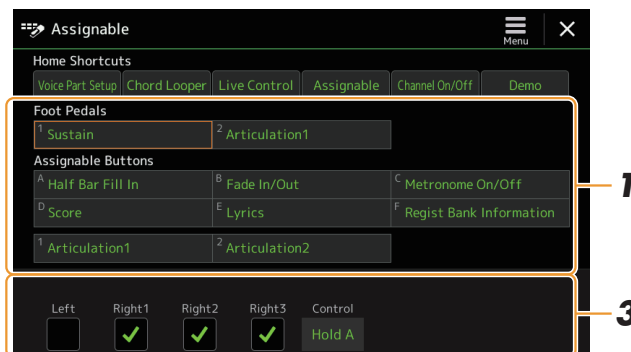 Assignable
Menu
Home Shortcuts
Voice Part Setup Chord Looper Live Control Assignable Channel On/Off Demo
Foot Pedals
1 Sustain 2 Articulation1
Assignable Buttons
A Half Bar Fill In B Fade In/Out C Metronome On/Off
1
D Score E Lyrics F Regist Bank Information
1 Articulation1 2 Articulation2
Left Right1 Right2 Right3 Control
3
Hold A